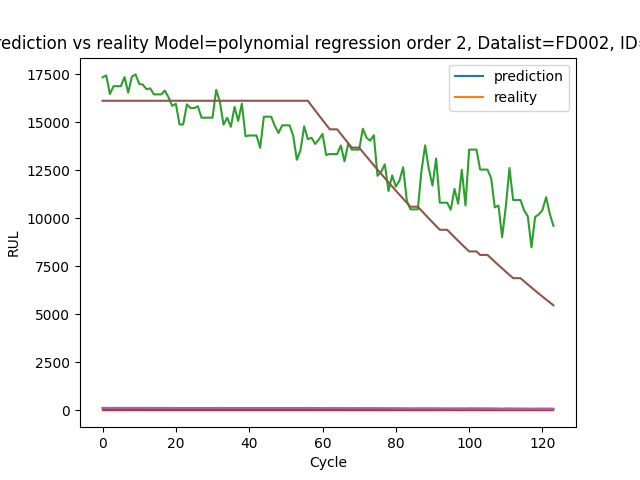 rediction vs reality Model=polynomial regression order 2, Datalist=FD002, ID=
prediction
reality
17500
15000
12500
10000
7500
5000
2500
0
RUL
0 20 40 60 80 100 120
Cycle